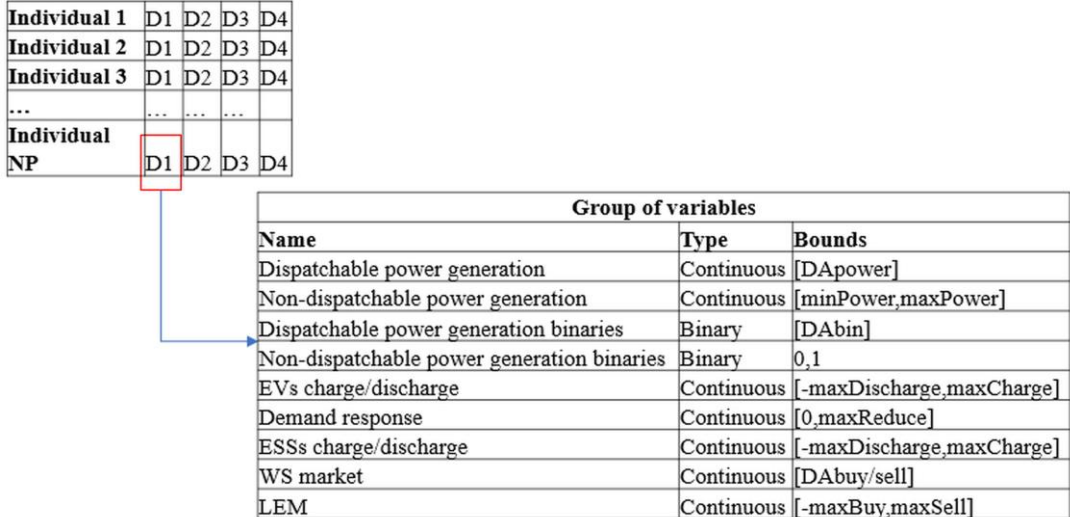 Individual 1 D1 D2 D3 D4
Individual 2 D1 D2 D3 D4
Individual 3 D1 D2 D3 D4
... ... ... ...
Individual
NP D1 D2 D3 D4
Group of variables
Name Type Bounds
Dispatchable power generation Continuous [DApower]
Non-dispatchable power generation Continuous [minPower,maxPower]
Dispatchable power generation binaries Binary [DAbin]
Non-dispatchable power generation binaries Binary 0,1
EVs charge/discharge Continuous [-maxDischarge,maxCharge]
Demand response Continuous [0,maxReduce]
ESSs charge/discharge Continuous [-maxDischarge,maxCharge]
WS market Continuous [DAbuy/sell]
LEM Continuous [-maxBuy,maxSell]